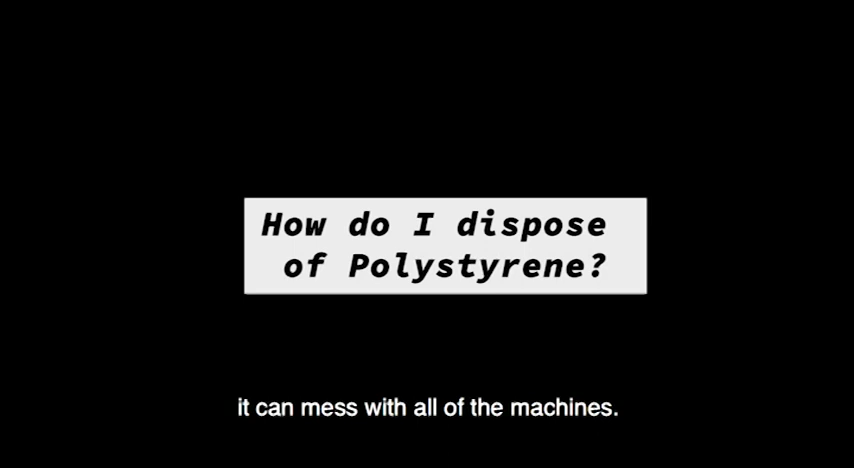 How do I dispose
of Polystyrene?
it can mess with all of the machines.